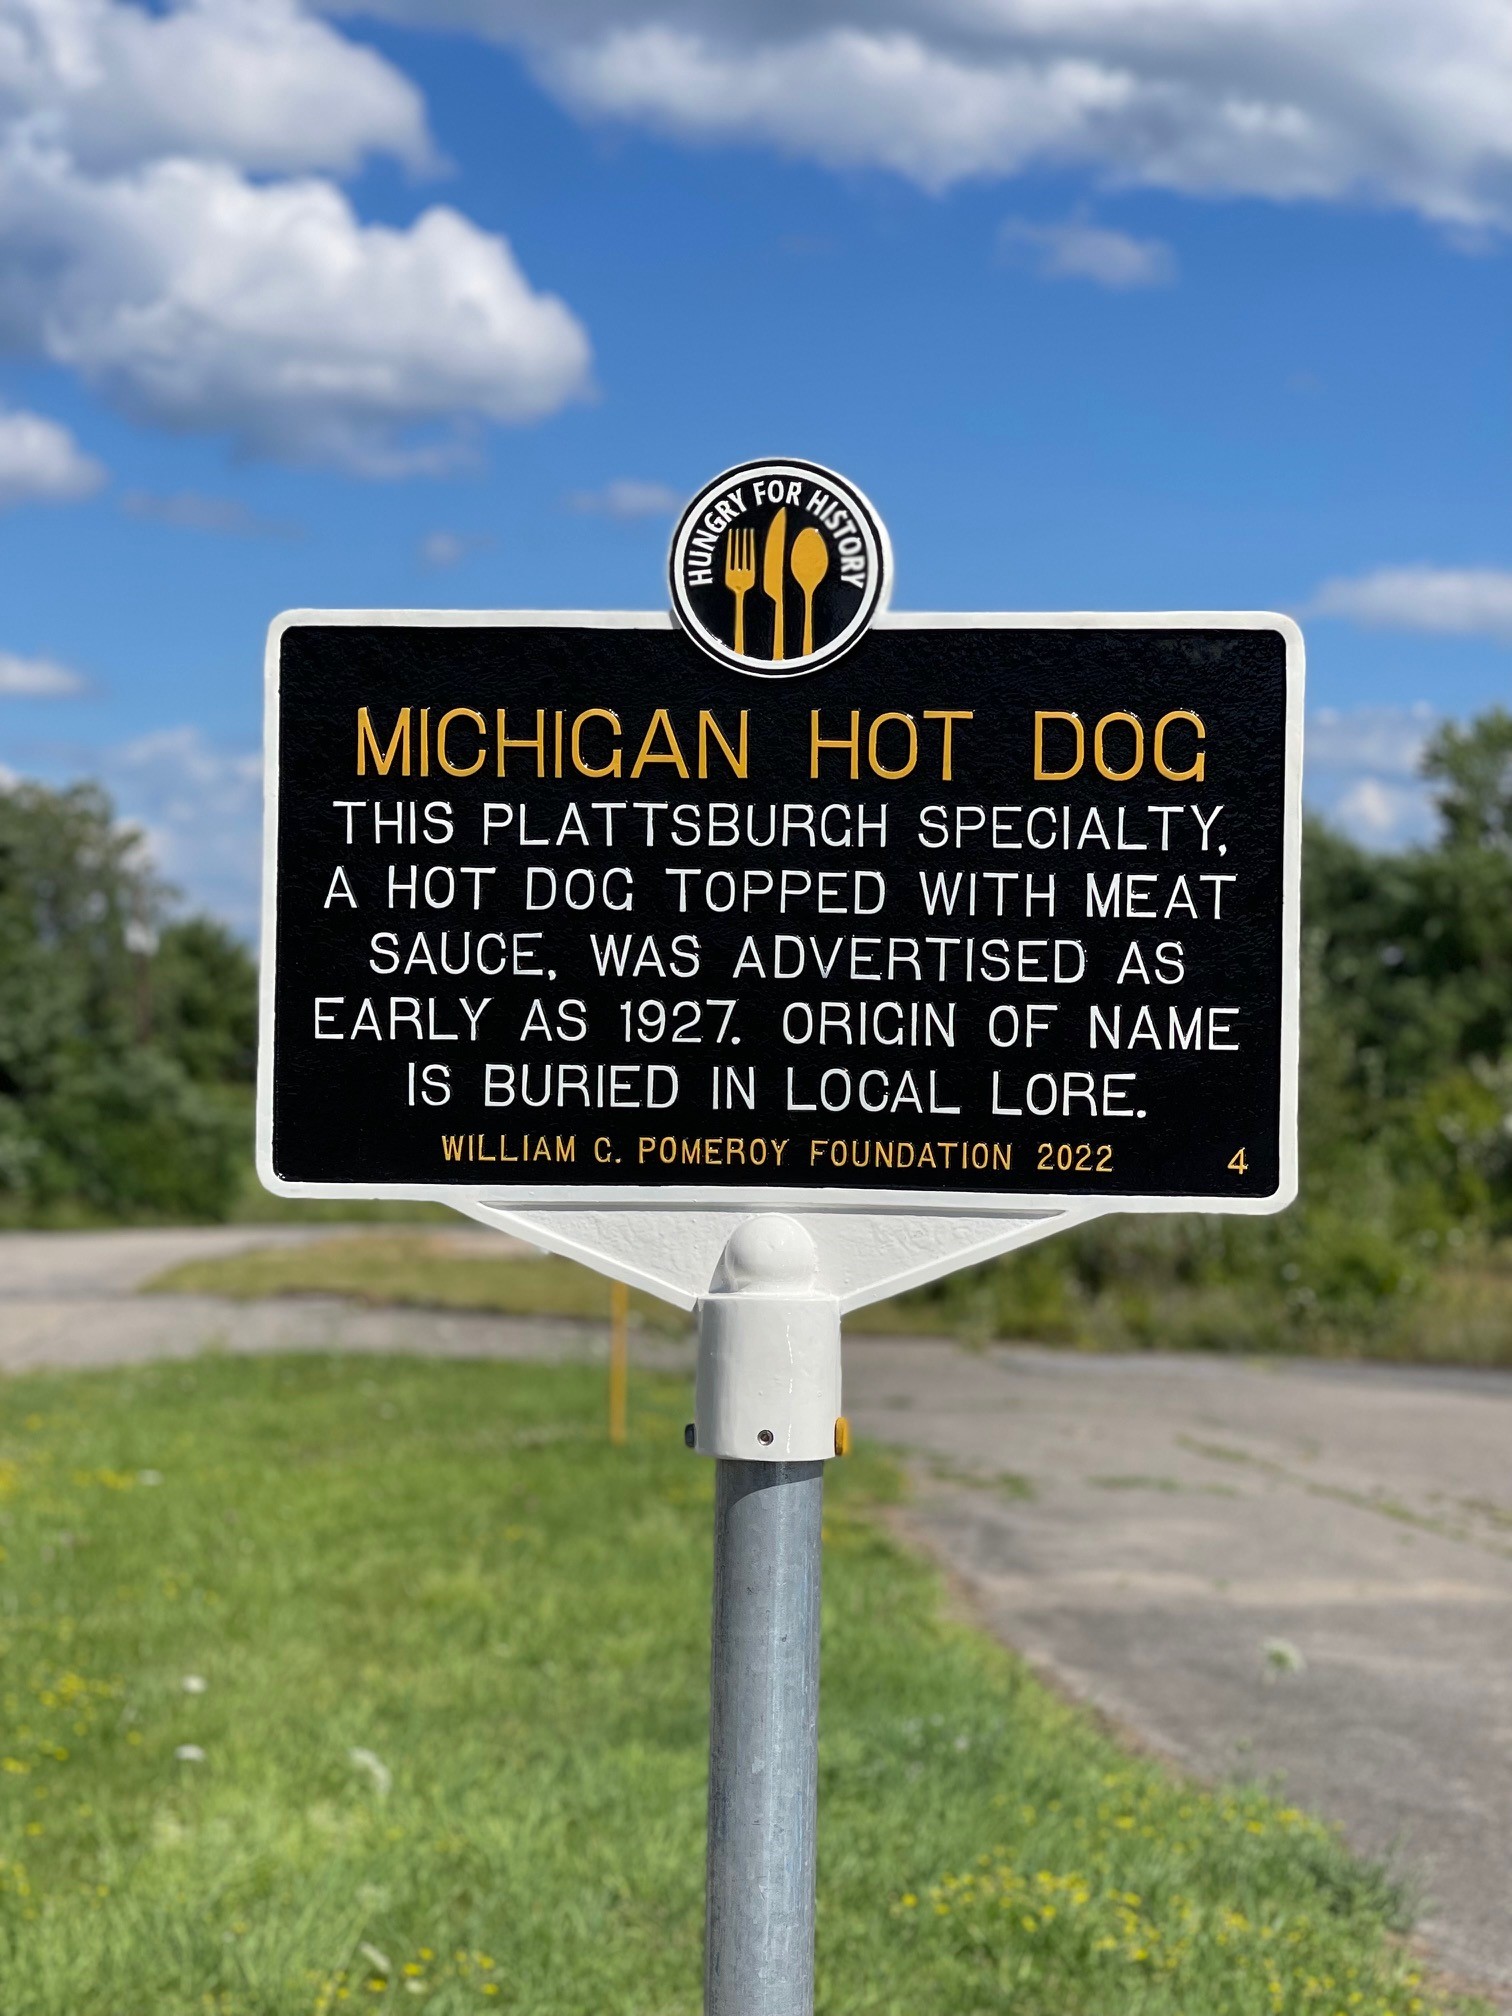 HUNGRY FOR HISTORY
MICHIGAN HOT DOG
THIS PLATTSBURGH SPECIALTY,
A HOT DOG TOPPED WITH MEAT
SAUCE, WAS ADVERTISED AS
EARLY AS 1927. ORIGIN OF NAME
IS BURIED IN LOCAL LORE.
WILLIAM G. POMEROY FOUNDATION 2022 4